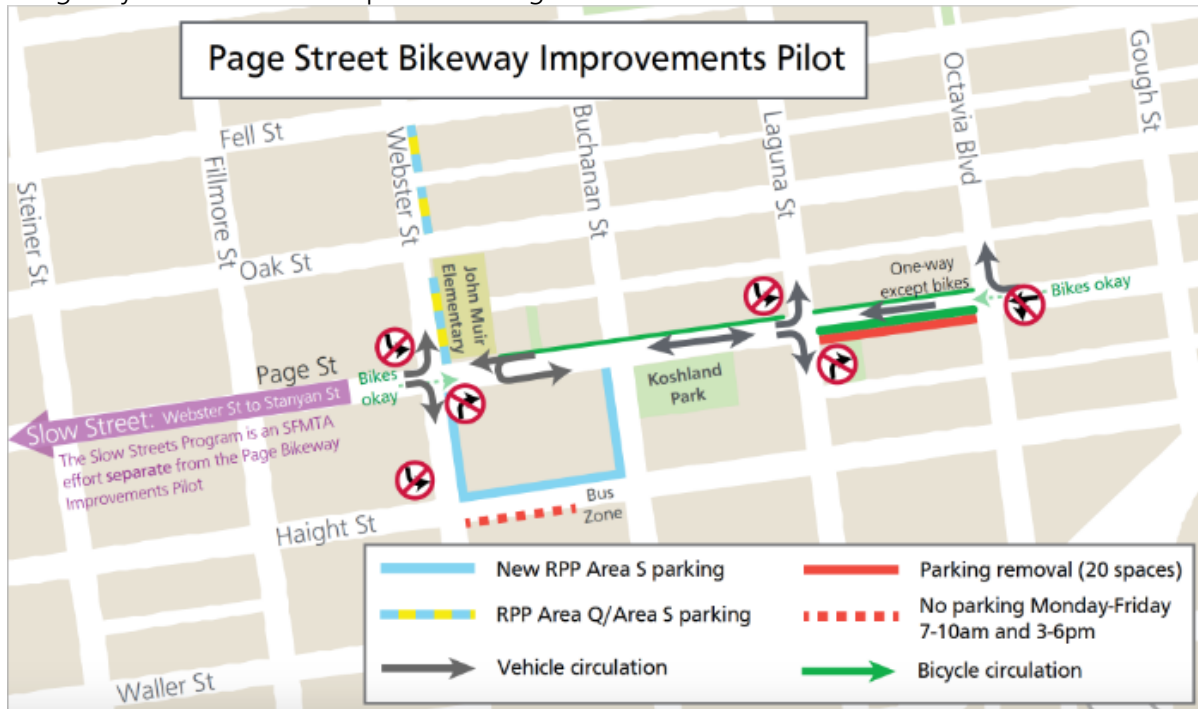 Page Street Bikeway Improvements Pilot
Fell St
Steiner St
Fillmore St
Webster St
Buchanan St
Laguna St
Octavia Blvd
Gough St
Oak St
John Muir
Elementary
One-way
except bikes
Bikes okay
Page St
Bikes
okay
Koshland
Park
Slow Street: Webster St to Stanyan St
The Slow Streets Program is an SFMTA
effort separate from the Page Bikeway
Improvements Pilot
Haight St
Bus
Zone
Waller St
New RPP Area S parking
RPP Area Q/Area S parking
Vehicle circulation
Parking removal (20 spaces)
No parking Monday-Friday
7-10am and 3-6pm
Bicycle circulation